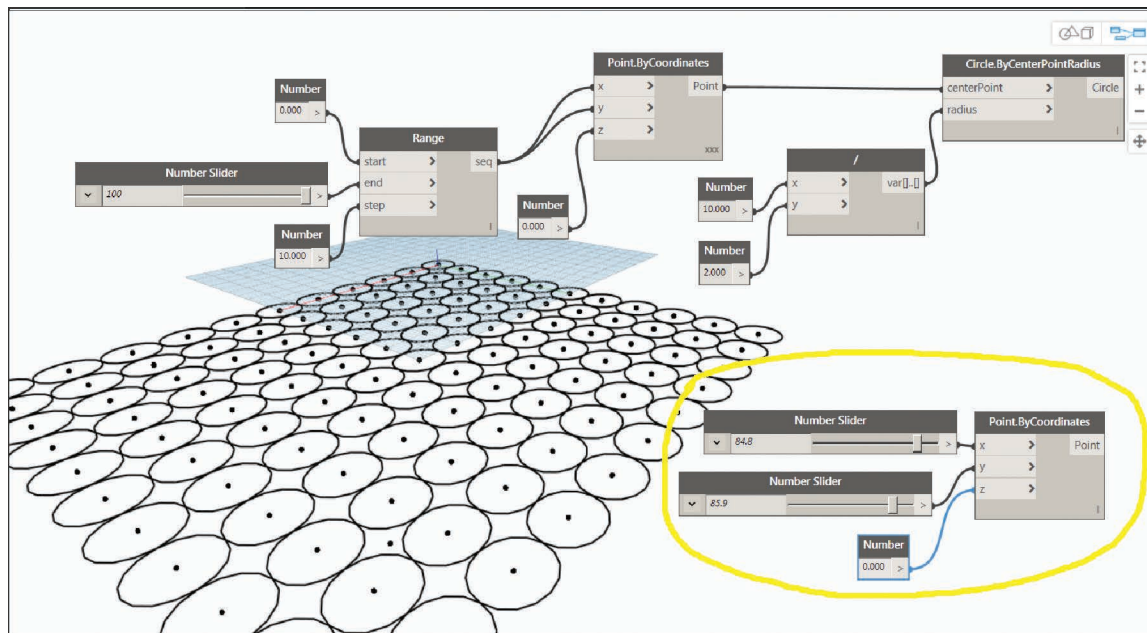 Number
0.000 >
Number Slider
100 >
Number
10.000 >
Range
start > seq
end >
step >
l
Point.ByCoordinates
x > Point
y >
z >
xxx
Number
0.000 >
Number
10.000 >
Number
2.000 >
/
x > var[]..[]
y >
l
Circle.ByCenterPointRadius
centerPoint > Circle
radius >
l
Number Slider
84.8 >
Number Slider
85.9 >
Number
0.000 >
Point.ByCoordinates
x > Point
y >
z >
l